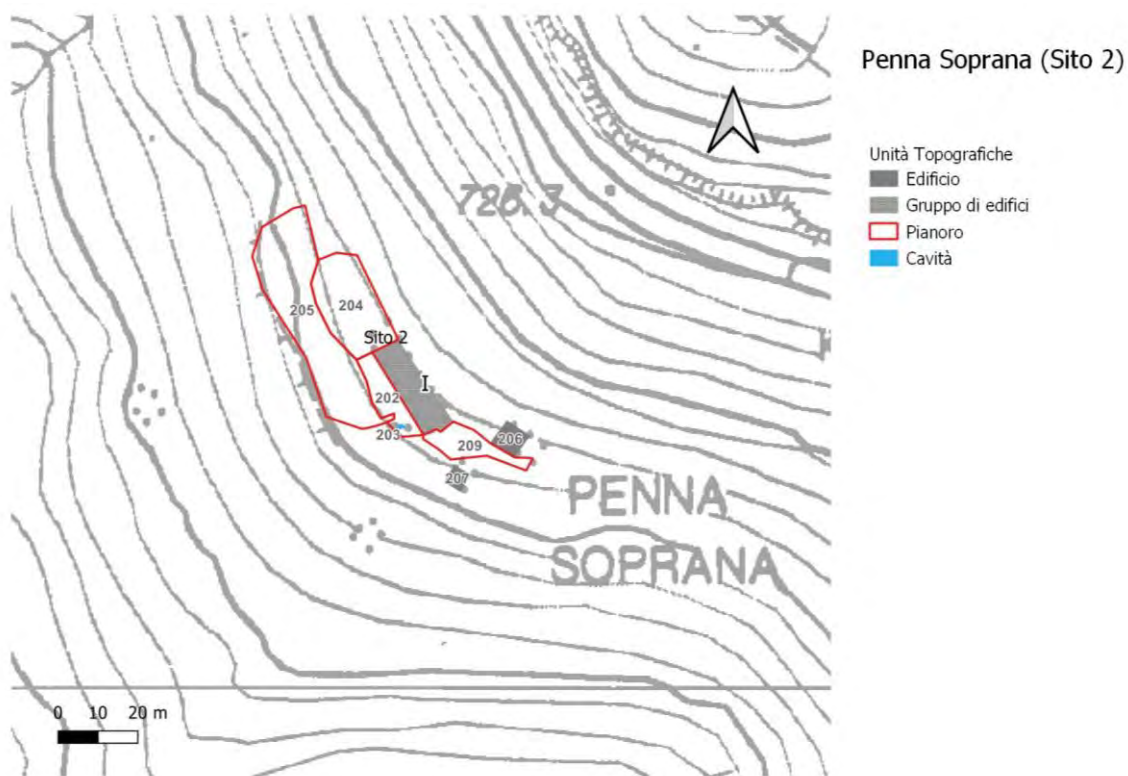 Penna Soprana (Sito 2)
Unità Topografiche
Edificio
Gruppo di edifici
Pianoro
Cavità
726.3
205
204
Sito 2
I
202
203
209
206
207
PENNA
SOPRANA
0 10 20 m